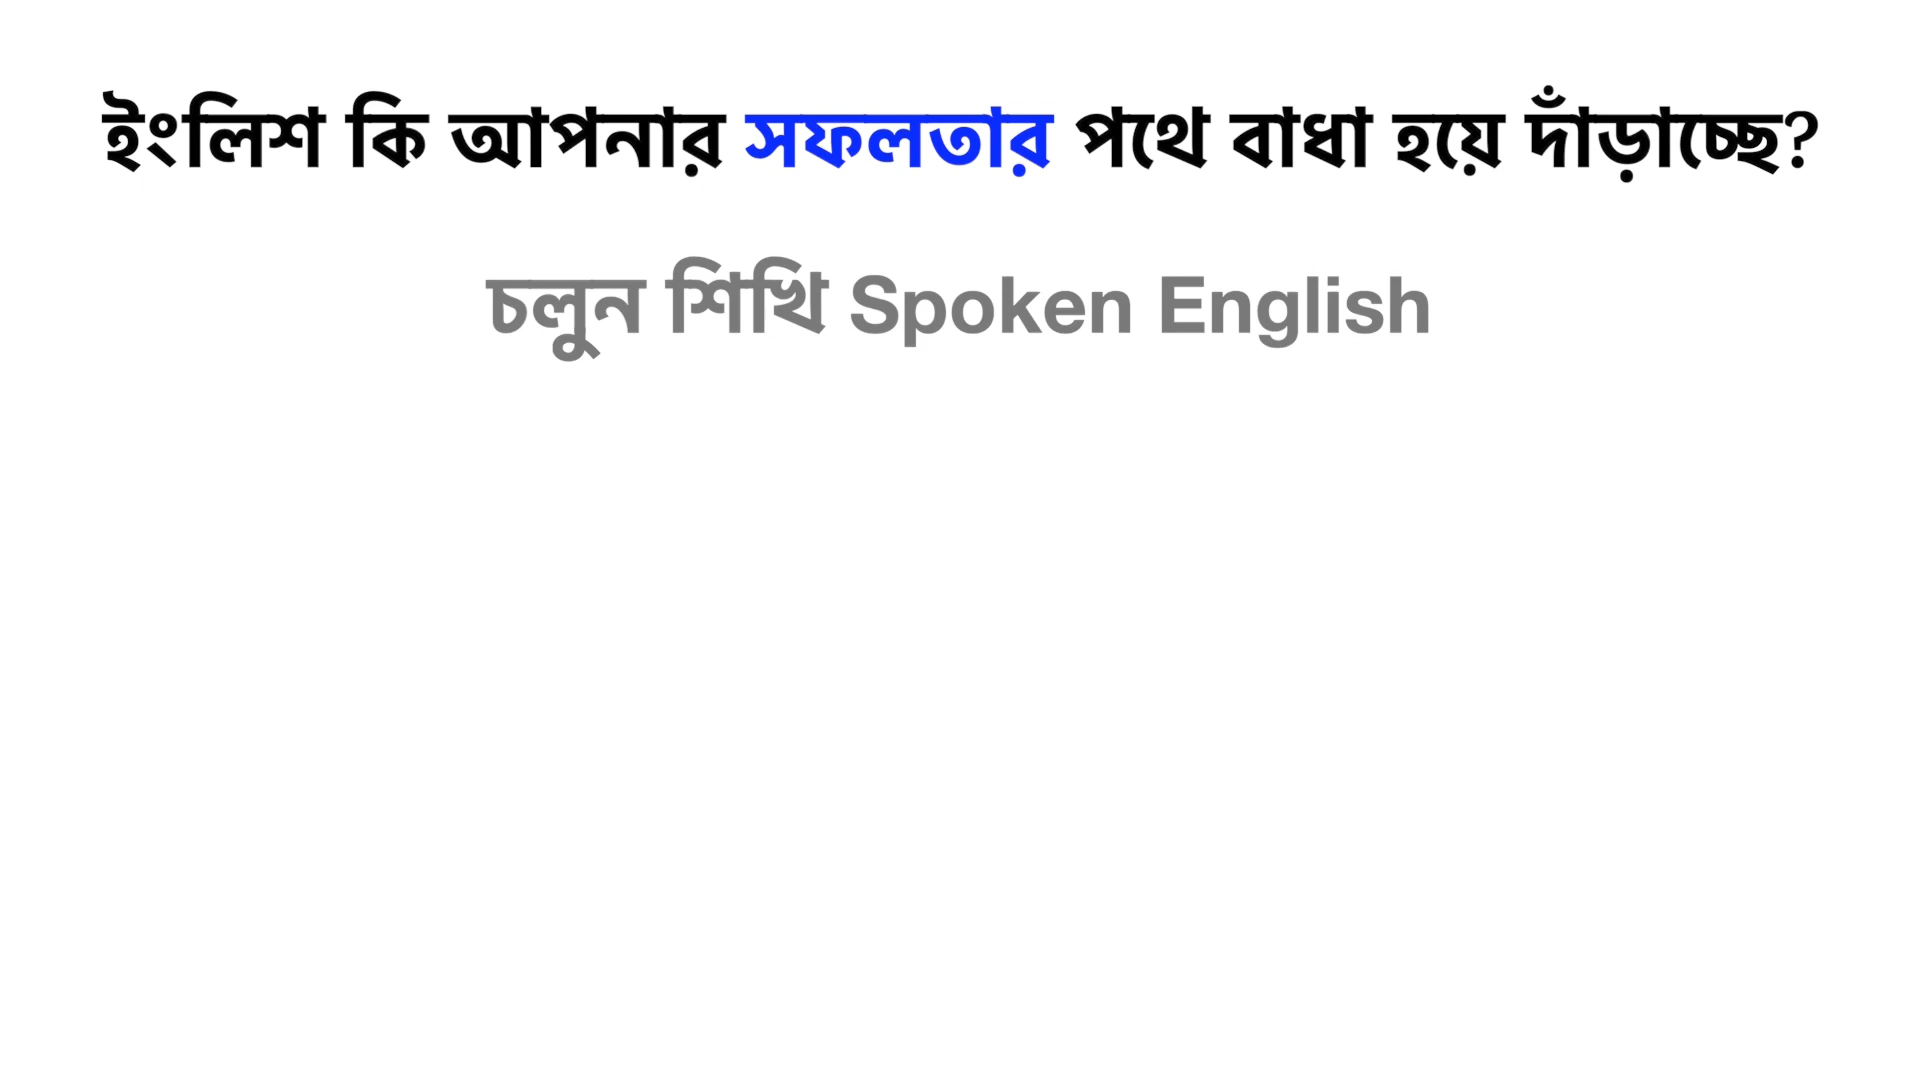 ইংলিশ কি আপনার সফলতার পথে বাধা হয়ে দাঁড়াচ্ছে?
চলুন শিখি Spoken English